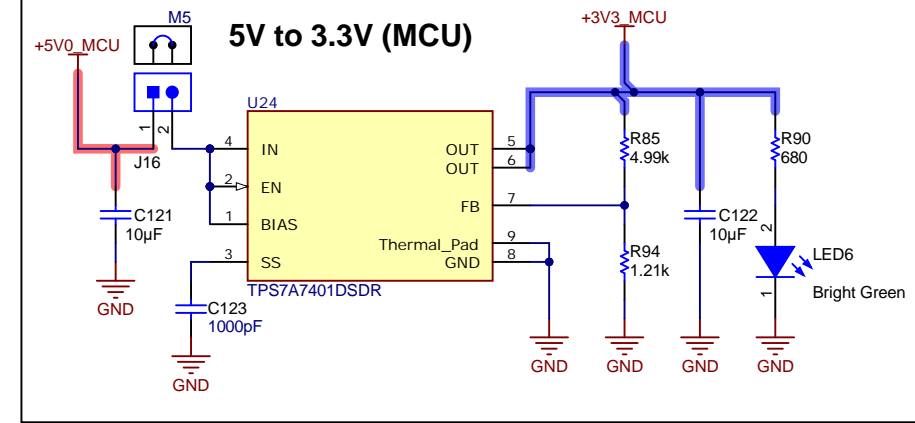 M5
+5V0_MCU
5V to 3.3V (MCU)
+3V3_MCU
1
2
J16
U24
4
IN
2
EN
1
BIAS
3
SS
OUT
5
OUT
6
FB
7
Thermal_Pad
9
GND
8
TPS7A7401DSDR
C121
10µF
GND
C123
1000pF
GND
R85
4.99k
R94
1.21k
C122
10µF
R90
680
2
LED6
1
Bright Green
GND
GND
GND
GND